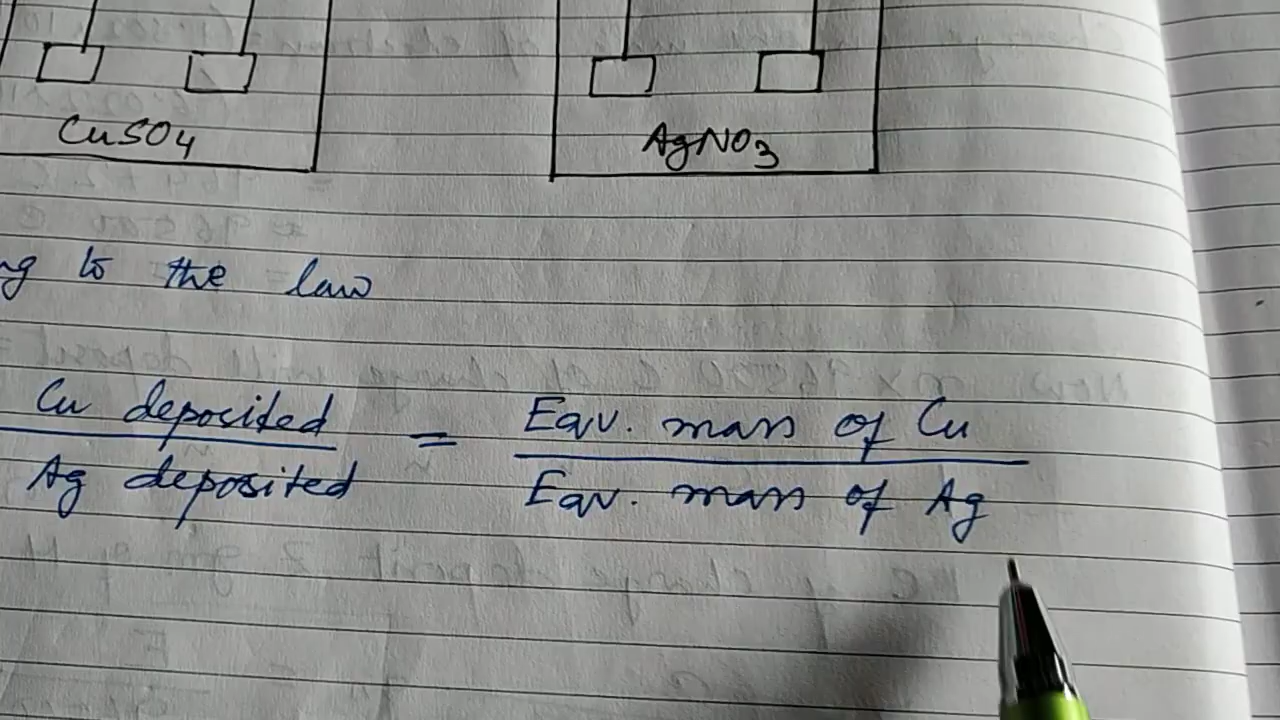 CuSO4 AgNO3
to the law
Cu deposited = Eqv. mass of Cu
Ag deposited Eqv. mass of Ag